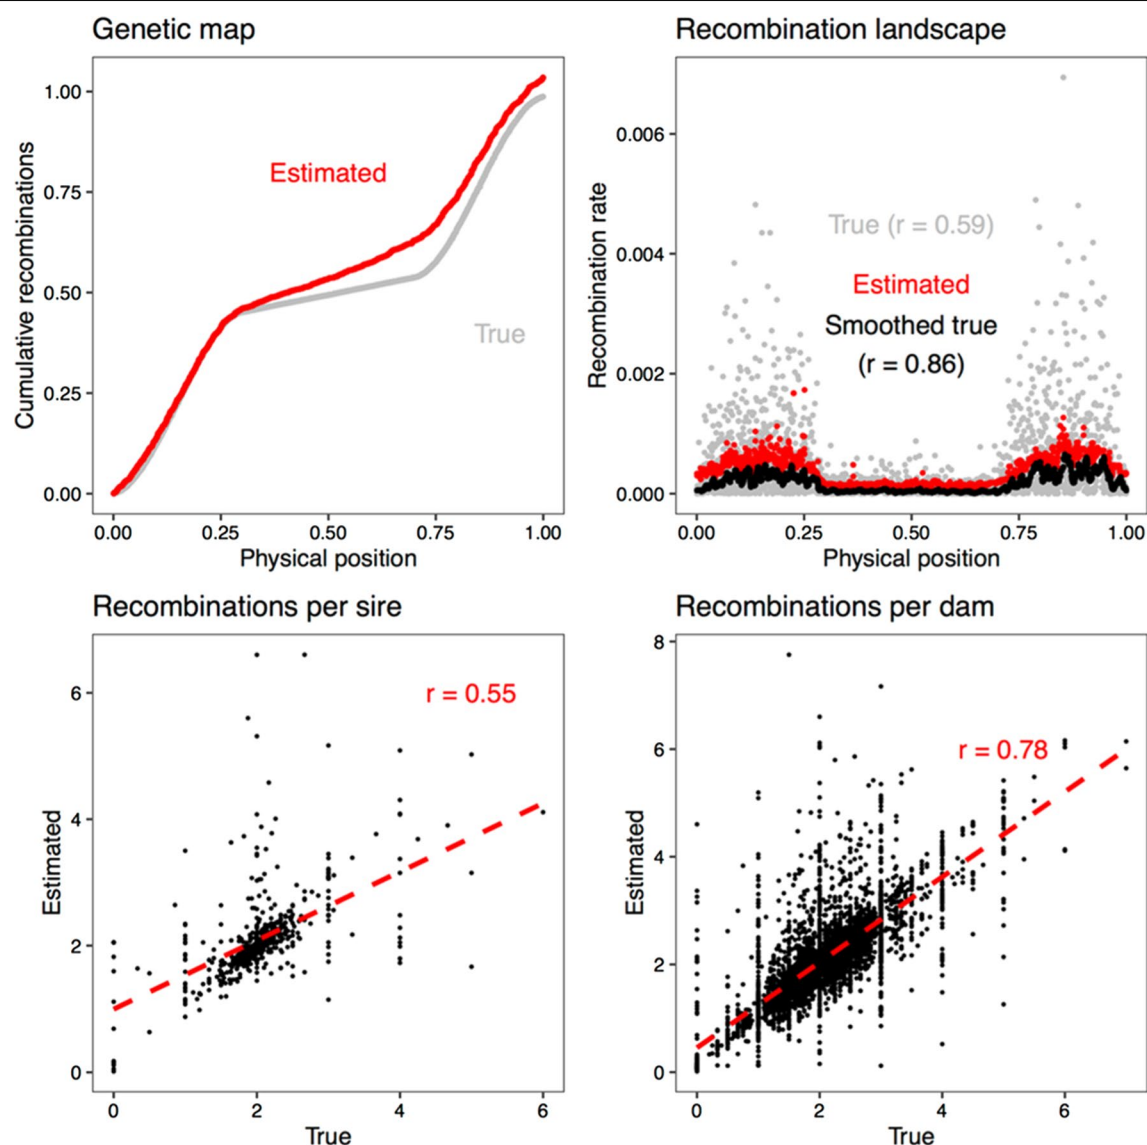 Genetic map
Cumulative recombinations
1.00
0.75
0.50
0.25
0.00
Estimated
True
0.00 0.25 0.50 0.75 1.00
Physical position
Recombination landscape
Recombination rate
0.006
0.004
0.002
0.000
True (r = 0.59)
Estimated
Smoothed true
(r = 0.86)
0.00 0.25 0.50 0.75 1.00
Physical position
Recombinations per sire
Estimated
6
4
2
0
r = 0.55
0 2 4 6
True
Recombinations per dam
Estimated
8
6
4
2
0
r = 0.78
0 2 4 6
True